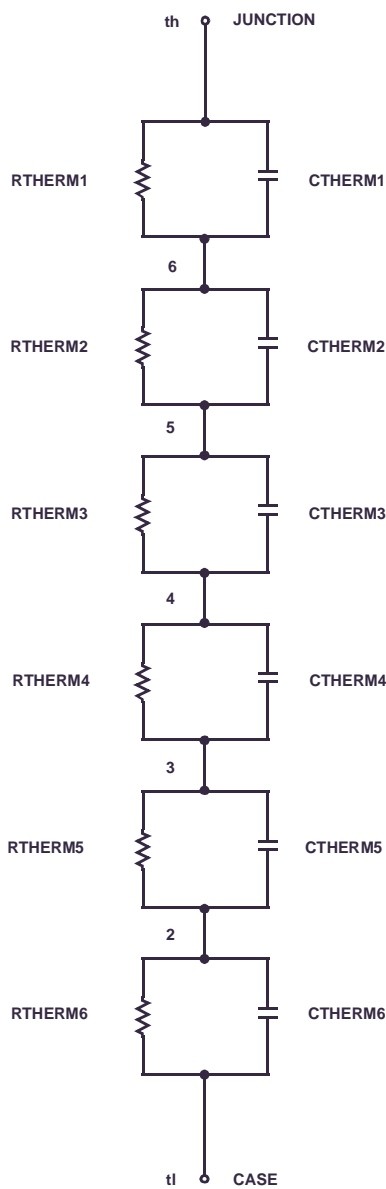 th JUNCTION
RTHERM1 CTHERM1
6
RTHERM2 CTHERM2
5
RTHERM3 CTHERM3
4
RTHERM4 CTHERM4
3
RTHERM5 CTHERM5
2
RTHERM6 CTHERM6
tl CASE